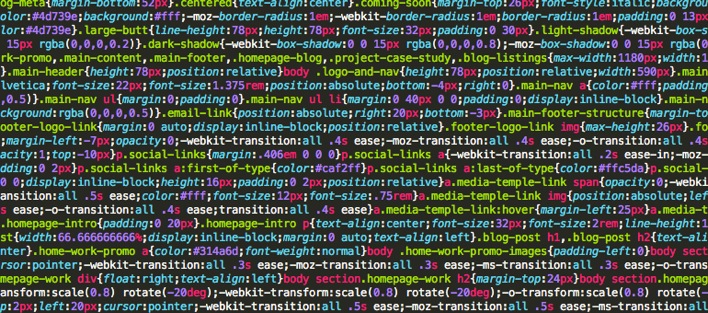 og-meta{margin-bottom:52px}.centered{text-align:center}.coming-soon{margin-top:26px;font-style:italic;backgrou
olor:#4d739e;background:#fff;-moz-border-radius:1em;-webkit-border-radius:1em;border-radius:1em;padding:0 13px
lor:#4d739e}.large-butt{line-height:78px;height:78px;font-size:32px;padding:0 30px}.light-shadow{-webkit-box-s
 15px rgba(0,0,0,0.2)}.dark-shadow{-webkit-box-shadow:0 0 15px rgba(0,0,0,0.8);-moz-box-shadow:0 0 15px rgba(0
rk-promo,.main-content,.main-footer,.homepage-blog,.project-case-study,.blog-listings{max-width:1180px;width:1
}.main-header{height:78px;position:relative}body .logo-and-nav{height:78px;position:relative;width:590px}.main
lvetica;font-size:22px;font-size:1.375rem;position:absolute;bottom:-4px;right:0}.main-nav a{color:#fff;padding
,0.5)}.main-nav ul{margin:0;padding:0}.main-nav ul li{margin:0 40px 0 0;display:inline-block}.main-n
ckground:rgba(0,0,0,0.5)}.email-link{position:absolute;right:20px;bottom:-3px}.main-footer-structure{margin-to
ooter-logo-link{margin:0 auto;display:inline-block;position:relative}.footer-logo-link img{max-height:26px}.fo
;margin-left:-7px;opacity:0;-webkit-transition:all .4s ease;-moz-transition:all .4s ease;-o-transition:all .4s
acity:1;top:-10px}p.social-links{margin:.406em 0 0 0}p.social-links a{-webkit-transition:all .2s ease-in;-moz-
dding:0 2px}p.social-links a:first-of-type{color:#caf2ff}p.social-links a:last-of-type{color:#ffc5da}p.social-
0 0;display:inline-block;height:16px;padding:0 2px;position:relative}a.media-temple-link span{opacity:0;-webki
ansition:all .5s ease;color:#fff;font-size:12px;font-size:.75rem}a.media-temple-link img{position:absolute;lef
s ease;-o-transition:all .4s ease;transition:all .4s ease}a.media-temple-link:hover{margin-left:25px}a.media-t
.homepage-intro{padding:0 20px}.homepage-intro p{text-align:center;font-size:32px;font-size:2rem;line-height:1
st{width:66.666666666%;display:inline-block;margin:0 auto;text-align:left}.blog-post h1,.blog-post h2{text-ali
nter}.home-work-promo a{color:#314a6d;font-weight:normal}body .home-work-promo-images{padding-left:0}body sect
rsor:pointer;-webkit-transition:all .3s ease;-moz-transition:all .3s ease;-ms-transition:all .3s ease;-o-trans
mepage-work div{float:right;text-align:left}body section.homepage-work h2{margin-top:24px}body section.homepag
ansform:scale(0.8) rotate(-20deg);-webkit-transform:scale(0.8) rotate(-20deg);-o-transform:scale(0.8) rotate(-
p:2px;left:20px;cursor:pointer;-webkit-transition:all .5s ease;-moz-transition:all .5s ease;-ms-transition:all